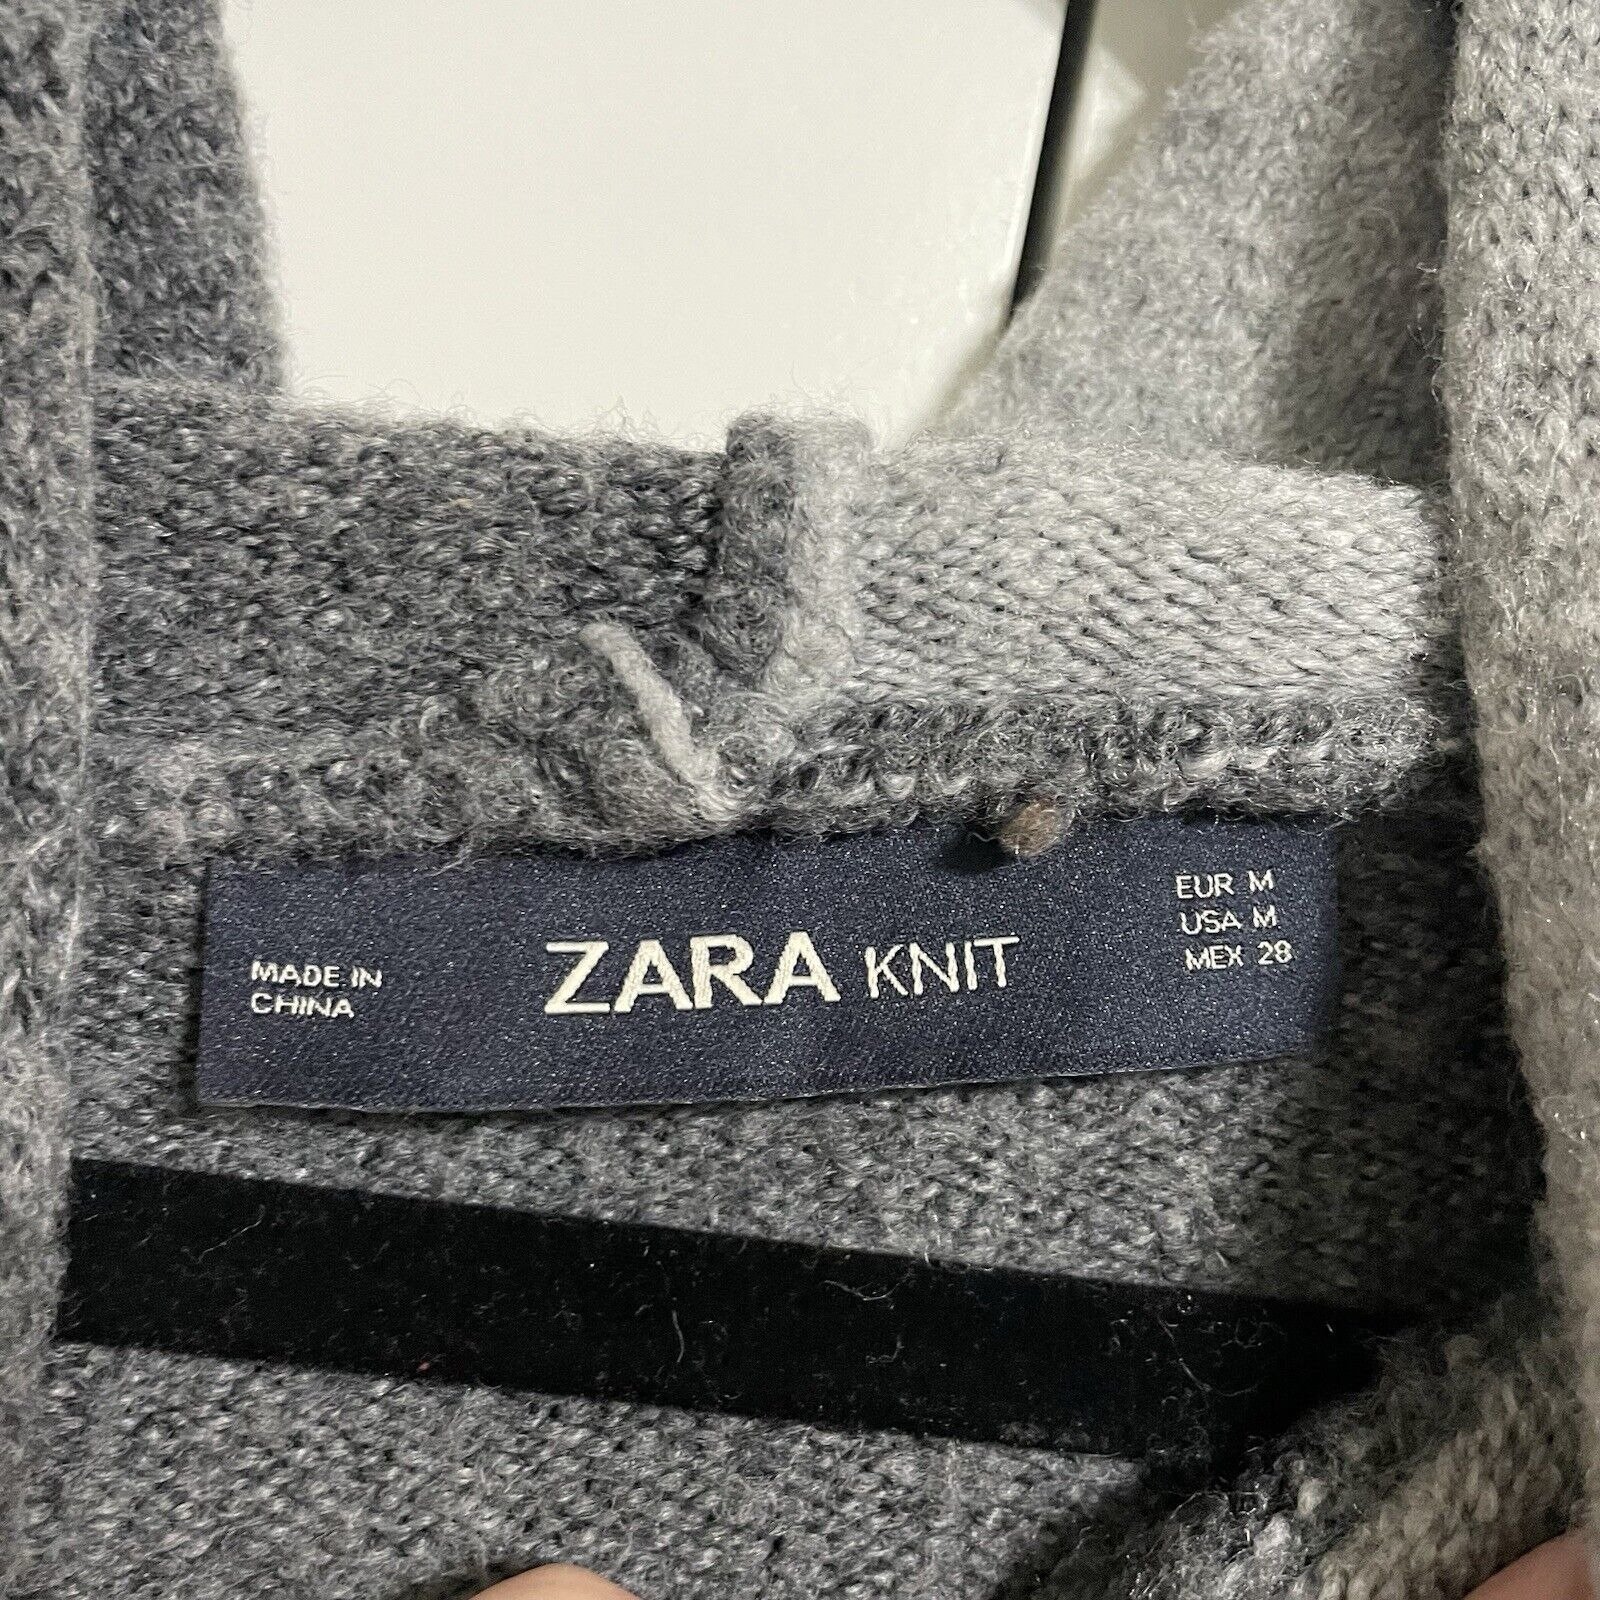 MADE IN
CHINA
ZARA KNIT
EUR M
USA M
MEX 28